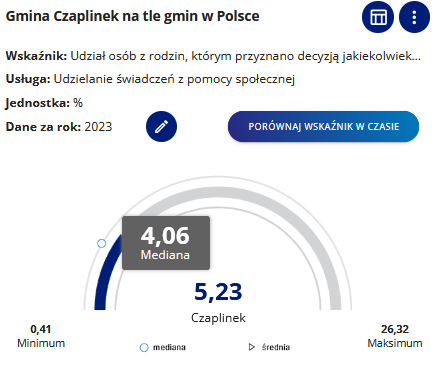 Gmina Czaplinek na tle gmin w Polsce
Wskaźnik: Udział osób z rodzin, którym przyznano decyzją jakiekolwiek...
Usługa: Udzielanie świadczeń z pomocy społecznej
Jednostka: %
Dane za rok: 2023
PORÓWNAJ WSKAŹNIK W CZASIE
4,06
Mediana
5,23
Czaplinek
0,41
Minimum
26,32
Maksimum
mediana
średnia